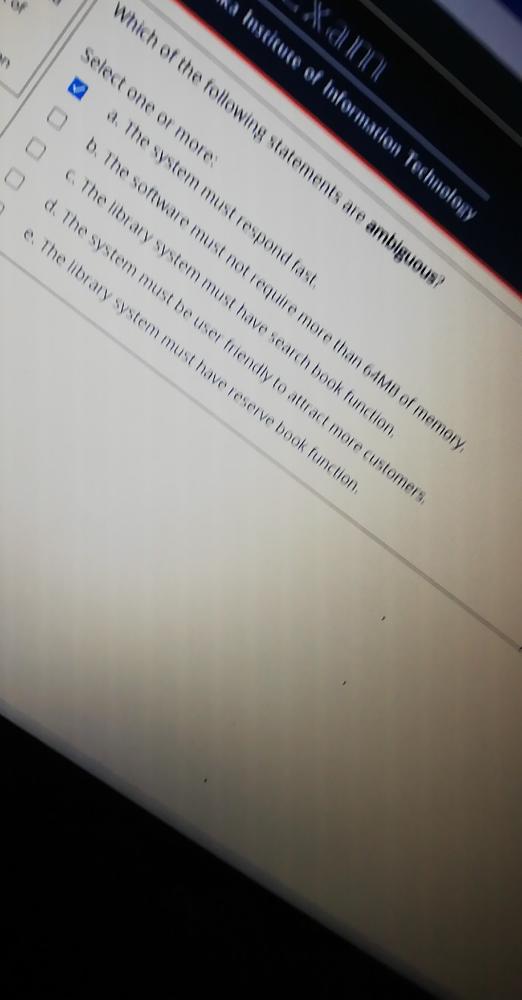 Exam
Institute of Information Technology
of
Which of the following statements are ambiguous?
Select one or more:
a. The system must respond fast.
b. The software must not require more than 64MB of memory.
c. The library system must have search book function.
d. The system must be user friendly to attract more customers.
e. The library system must have reserve book function.